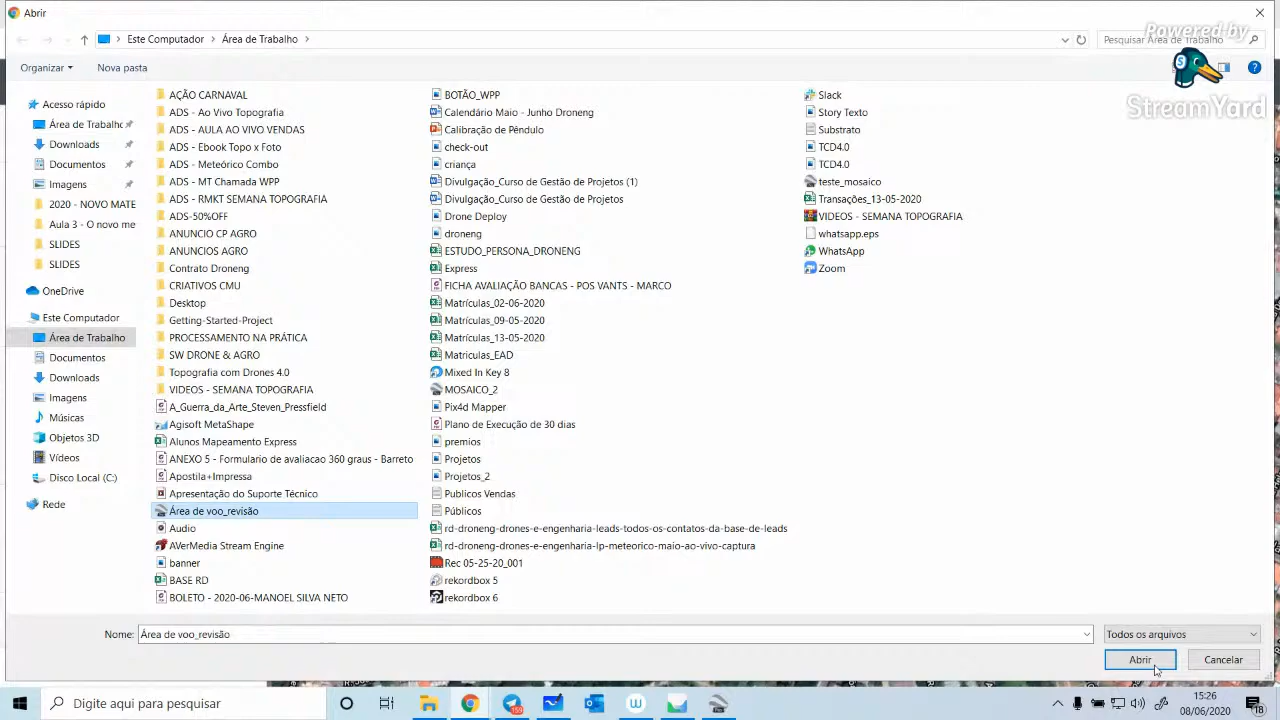 Abrir
Powered by
StreamYard
Este Computador > Área de Trabalho >
Pesquisar Área de Trabalho
Organizar
Nova pasta
Acesso rápido
Área de Trabalho
Downloads
Documentos
Imagens
2020 - NOVO MATE
Aula 3 - O novo me
SLIDES
SLIDES
OneDrive
Este Computador
Área de Trabalho
Documentos
Downloads
Imagens
Músicas
Objetos 3D
Vídeos
Disco Local (C:)
Rede
AÇÃO CARNAVAL
ADS - Ao Vivo Topografia
ADS - AULA AO VIVO VENDAS
ADS - Ebook Topo x Foto
ADS - Meteórico Combo
ADS - MT Chamada WPP
ADS - RMKT SEMANA TOPOGRAFIA
ADS-50%OFF
ANUNCIO CP AGRO
ANUNCIOS AGRO
Contrato Droneng
CRIATIVOS CMU
Desktop
Getting-Started-Project
PROCESSAMENTO NA PRÁTICA
SW DRONE & AGRO
Topografia com Drones 4.0
VIDEOS - SEMANA TOPOGRAFIA
A_Guerra_da_Arte_Steven_Pressfield
Agisoft MetaShape
Alunos Mapeamento Express
ANEXO 5 - Formulario de avaliacao 360 graus - Barreto
Apostila+Impressa
Apresentação do Suporte Técnico
Área de voo_revisão
Audio
AVerMedia Stream Engine
banner
BASE RD
BOLETO - 2020-06-MANOEL SILVA NETO
BOTÃO_WPP
Calendário Maio - Junho Droneng
Calibração de Pêndulo
check-out
criança
Divulgação_Curso de Gestão de Projetos (1)
Divulgação_Curso de Gestão de Projetos
Drone Deploy
droneng
ESTUDO_PERSONA_DRONENG
Express
FICHA AVALIAÇÃO BANCAS - POS VANTS - MARCO
Matrículas_02-06-2020
Matrículas_09-05-2020
Matrículas_13-05-2020
Matriculas_EAD
Mixed In Key 8
MOSAICO_2
Pix4d Mapper
Plano de Execução de 30 dias
premios
Projetos
Projetos_2
Publicos Vendas
Públicos
rd-droneng-drones-e-engenharia-leads-todos-os-contatos-da-base-de-leads
rd-droneng-drones-e-engenharia-lp-meteorico-maio-ao-vivo-captura
Rec 05-25-20_001
rekordbox 5
rekordbox 6
Slack
Story Texto
Substrato
TCD4.0
TCD4.0
teste_mosaico
Transações_13-05-2020
VIDEOS - SEMANA TOPOGRAFIA
whatsapp.eps
WhatsApp
Zoom
Nome: Área de voo_revisão
Todos os arquivos
Abrir
Cancelar
Digite aqui para pesquisar
159
15:26
08/06/2020
18